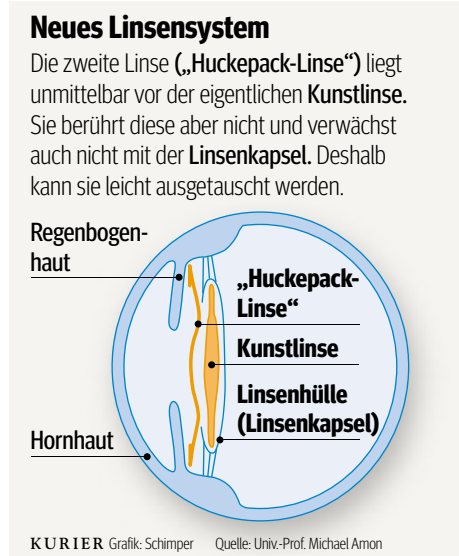 Neues Linsensystem
Die zweite Linse („Huckepack-Linse“) liegt
unmittelbar vor der eigentlichen Kunstlinse.
Sie berührt diese aber nicht und verwächst
auch nicht mit der Linsenkapsel. Deshalb
kann sie leicht ausgetauscht werden.
Regenbogen-
haut
„Huckepack-
Linse“
Kunstlinse
Linsenhülle
(Linsenkapsel)
Hornhaut
KURIER Grafik: Schimper Quelle: Univ.-Prof. Michael Amon